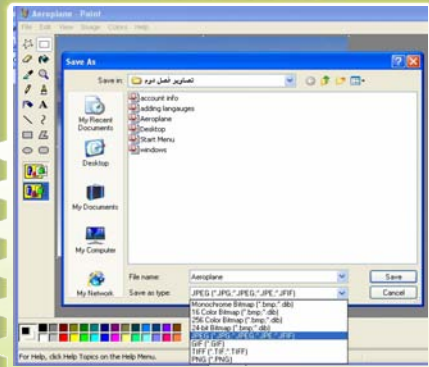 Aeroplane - Paint
File Edit View Image Colors Help
Save As
Save in: تصاویر فصل دوم
My Recent Documents
Desktop
My Documents
My Computer
My Network
account info
adding langauges
Aeroplane
Desktop
Start Menu
windows
File name: Aeroplane Save
Save as type: JPEG (*.JPG;*.JPEG;*.JPE;*.JFIF) Cancel
Monochrome Bitmap (*.bmp;*.dib)
16 Color Bitmap (*.bmp;*.dib)
256 Color Bitmap (*.bmp;*.dib)
24-bit Bitmap (*.bmp;*.dib)
JPEG (*.JPG;*.JPEG;*.JPE;*.JFIF)
GIF (*.GIF)
TIFF (*.TIF;*.TIFF)
PNG (*.PNG)
For Help, click Help Topics on the Help Menu.